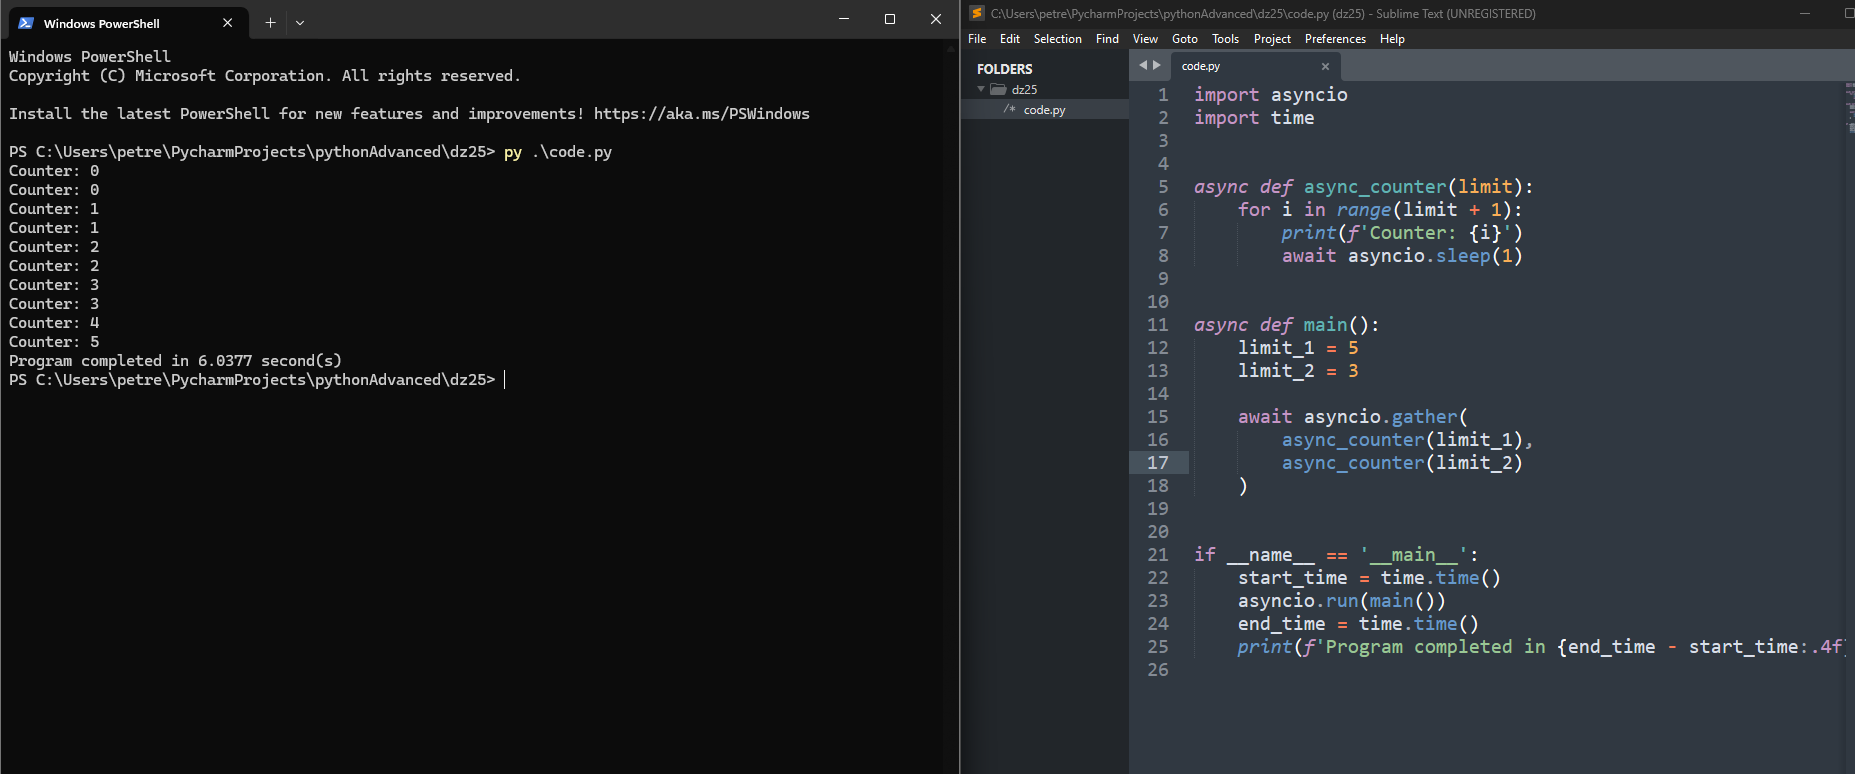 Windows PowerShell
Windows PowerShell
Copyright (C) Microsoft Corporation. All rights reserved.
Install the latest PowerShell for new features and improvements! https://aka.ms/PSWindows
PS C:\Users\petre\PycharmProjects\pythonAdvanced\dz25> py .\code.py
Counter: 0
Counter: 0
Counter: 1
Counter: 1
Counter: 2
Counter: 2
Counter: 3
Counter: 3
Counter: 4
Counter: 5
Program completed in 6.0377 second(s)
PS C:\Users\petre\PycharmProjects\pythonAdvanced\dz25>
C:\Users\petre\PycharmProjects\pythonAdvanced\dz25\code.py (dz25) - Sublime Text (UNREGISTERED)
File Edit Selection Find View Goto Tools Project Preferences Help
FOLDERS
dz25
/* code.py
code.py
1 import asyncio
2 import time
3
4
5 async def async_counter(limit):
6     for i in range(limit + 1):
7         print(f'Counter: {i}')
8         await asyncio.sleep(1)
9
10
11 async def main():
12     limit_1 = 5
13     limit_2 = 3
14
15     await asyncio.gather(
16         async_counter(limit_1),
17         async_counter(limit_2)
18     )
19
20
21 if __name__ == '__main__':
22     start_time = time.time()
23     asyncio.run(main())
24     end_time = time.time()
25     print(f'Program completed in {end_time - start_time:.4f}
26